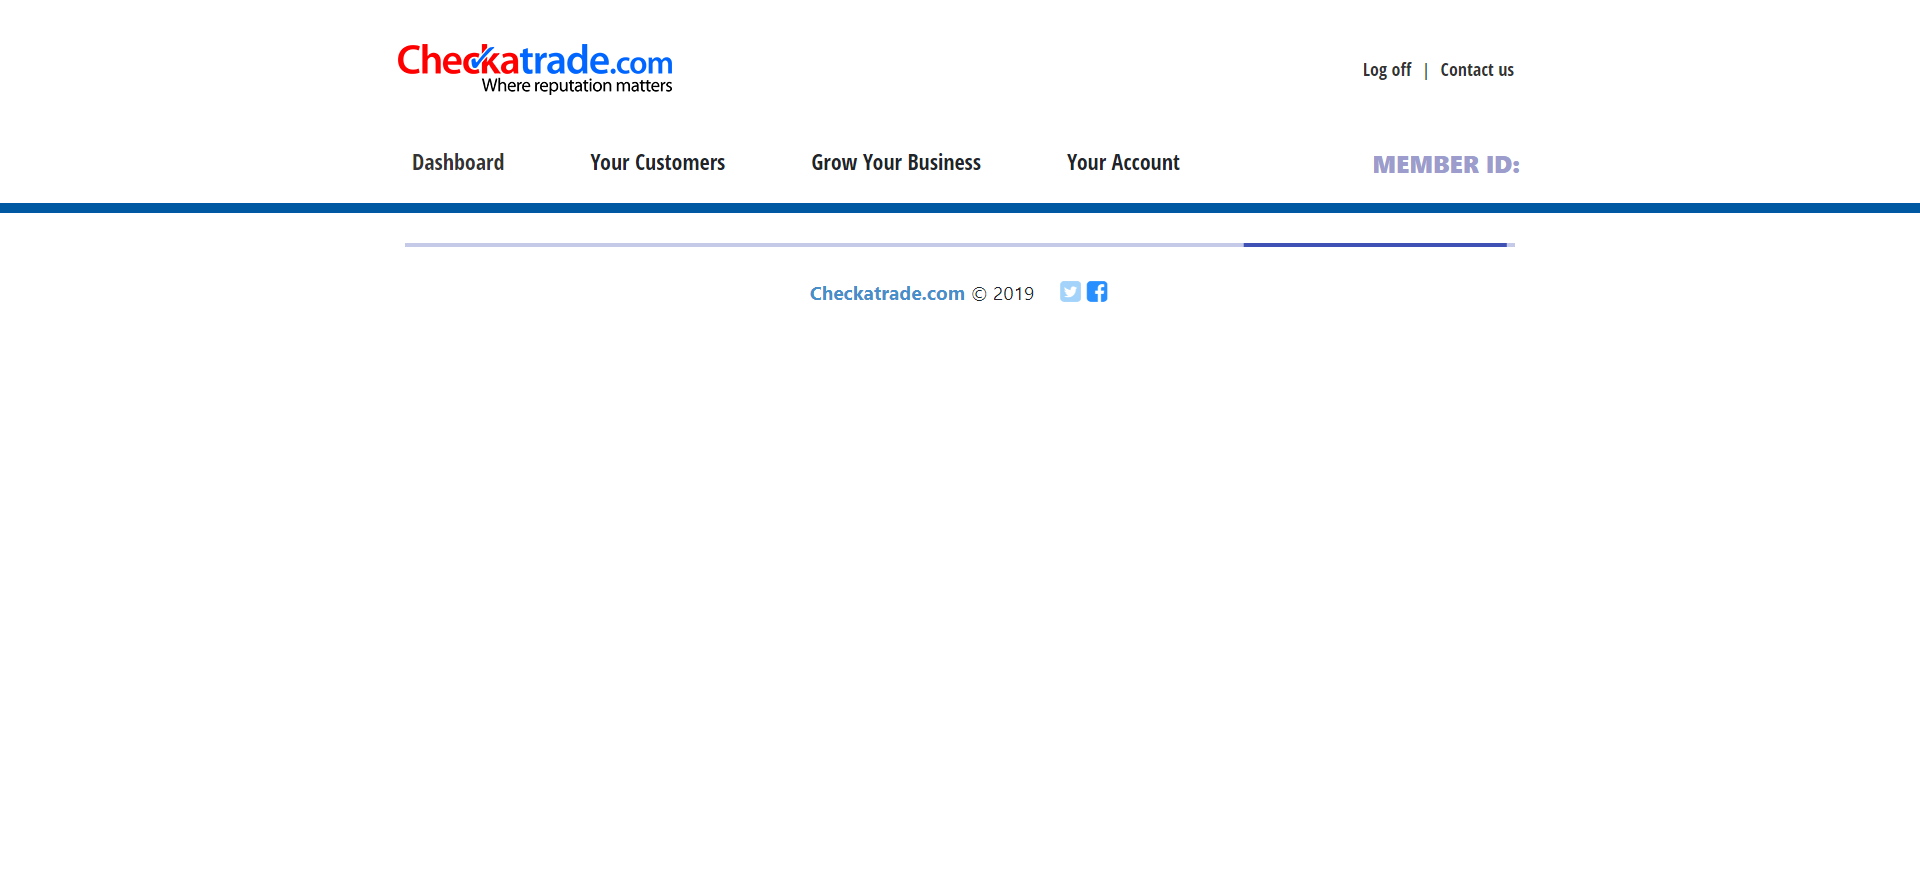 Checkatrade.com
Where reputation matters
Log off | Contact us
Dashboard Your Customers Grow Your Business Your Account MEMBER ID:
Checkatrade.com © 2019